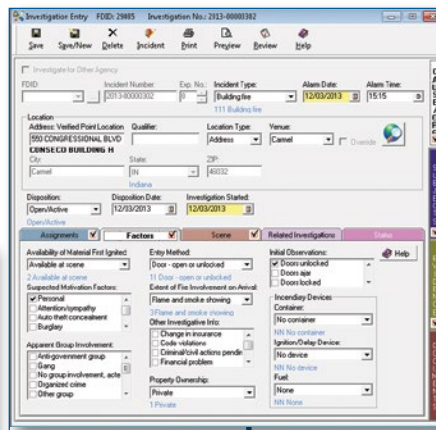 Investigation Entry FDID: 29005 Investigation No.: 2013-00000302
Save Save/New Delete Incident Print Preview Review Help
Investigate for Other Agency
FDID: Incident Number Exp. No.: Incident Type: Alarm Date: Alarm Time:
2013-00000302 0 Building fire 12/03/2013 15:15
111 Building fire
Location
Address: Verified Point Location Qualifier: Location Type: Venue:
550 CONGRESSIONAL BLVD Address Carmel Override
CONSECO BUILDING H
City: State: ZIP:
Carmel IN 46032
Indiana
Disposition: Disposition Date: Investigation Started:
Open/Active 12/03/2013 12/03/2013
Open/Active
Assignments Factors Scene Related Investigations Status
Availability of Material First Ignited: Entry Method: Initial Observations: Help
Available at scene Door - open or unlocked Doors unlocked
2 Available at scene 11 Door - open or unlocked Doors ajar
Suspected Motivation Factors: Extent of Fire Involvement on Arrival: Doors locked
Personal Flame and smoke showing Incendiary Devices
Attention/sympathy 3 Flame and smoke showing Container:
Auto theft concealment Other Investigative Info: No container
Burglary Change in insurance NN No container
Apparent Group Involvement: Code violations Ignition/Delay Device:
Anti-government group Criminal/civil actions pendin No device
Gang Financial problem NN No device
No group involvement, acte Property Ownership: Fuel:
Organized crime Private None
Other group 1 Private NN None